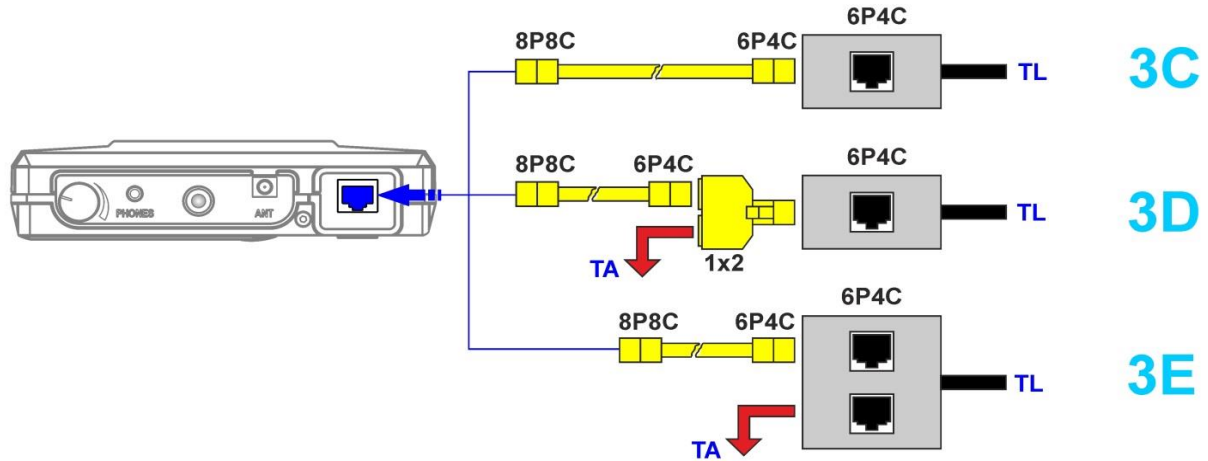 6P4C
8P8C 6P4C
TL
3C
6P4C
8P8C 6P4C
PHONES ANT
TL
3D
TA
1x2
6P4C
8P8C 6P4C
TL
3E
TA